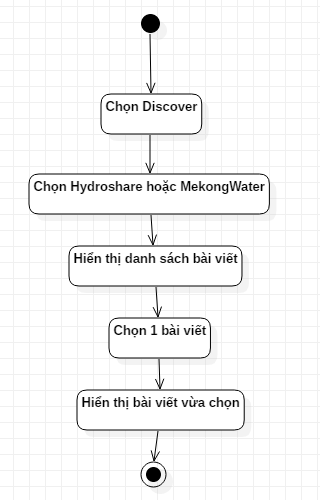 Chọn Discover
Chọn Hydroshare hoặc MekongWater
Hiển thị danh sách bài viết
Chọn 1 bài viết
Hiển thị bài viết vừa chọn